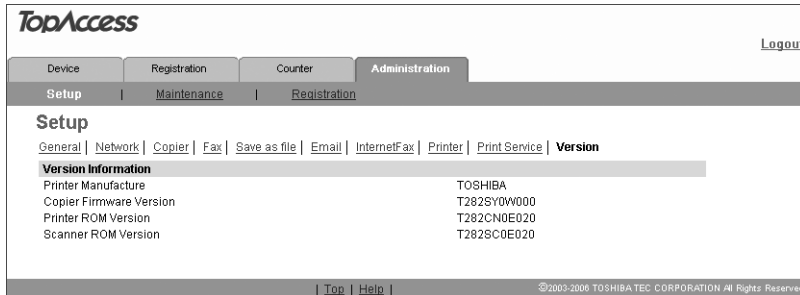 TopAccess
Logout
Device Registration Counter Administration
Setup | Maintenance | Registration
Setup
General | Network | Copier | Fax | Save as file | Email | InternetFax | Printer | Print Service | Version
Version Information
Printer Manufacture TOSHIBA
Copier Firmware Version T282SY0W000
Printer ROM Version T282CN0E020
Scanner ROM Version T282SC0E020
| Top | Help | ©2003-2006 TOSHIBA TEC CORPORATION All Rights Reserved